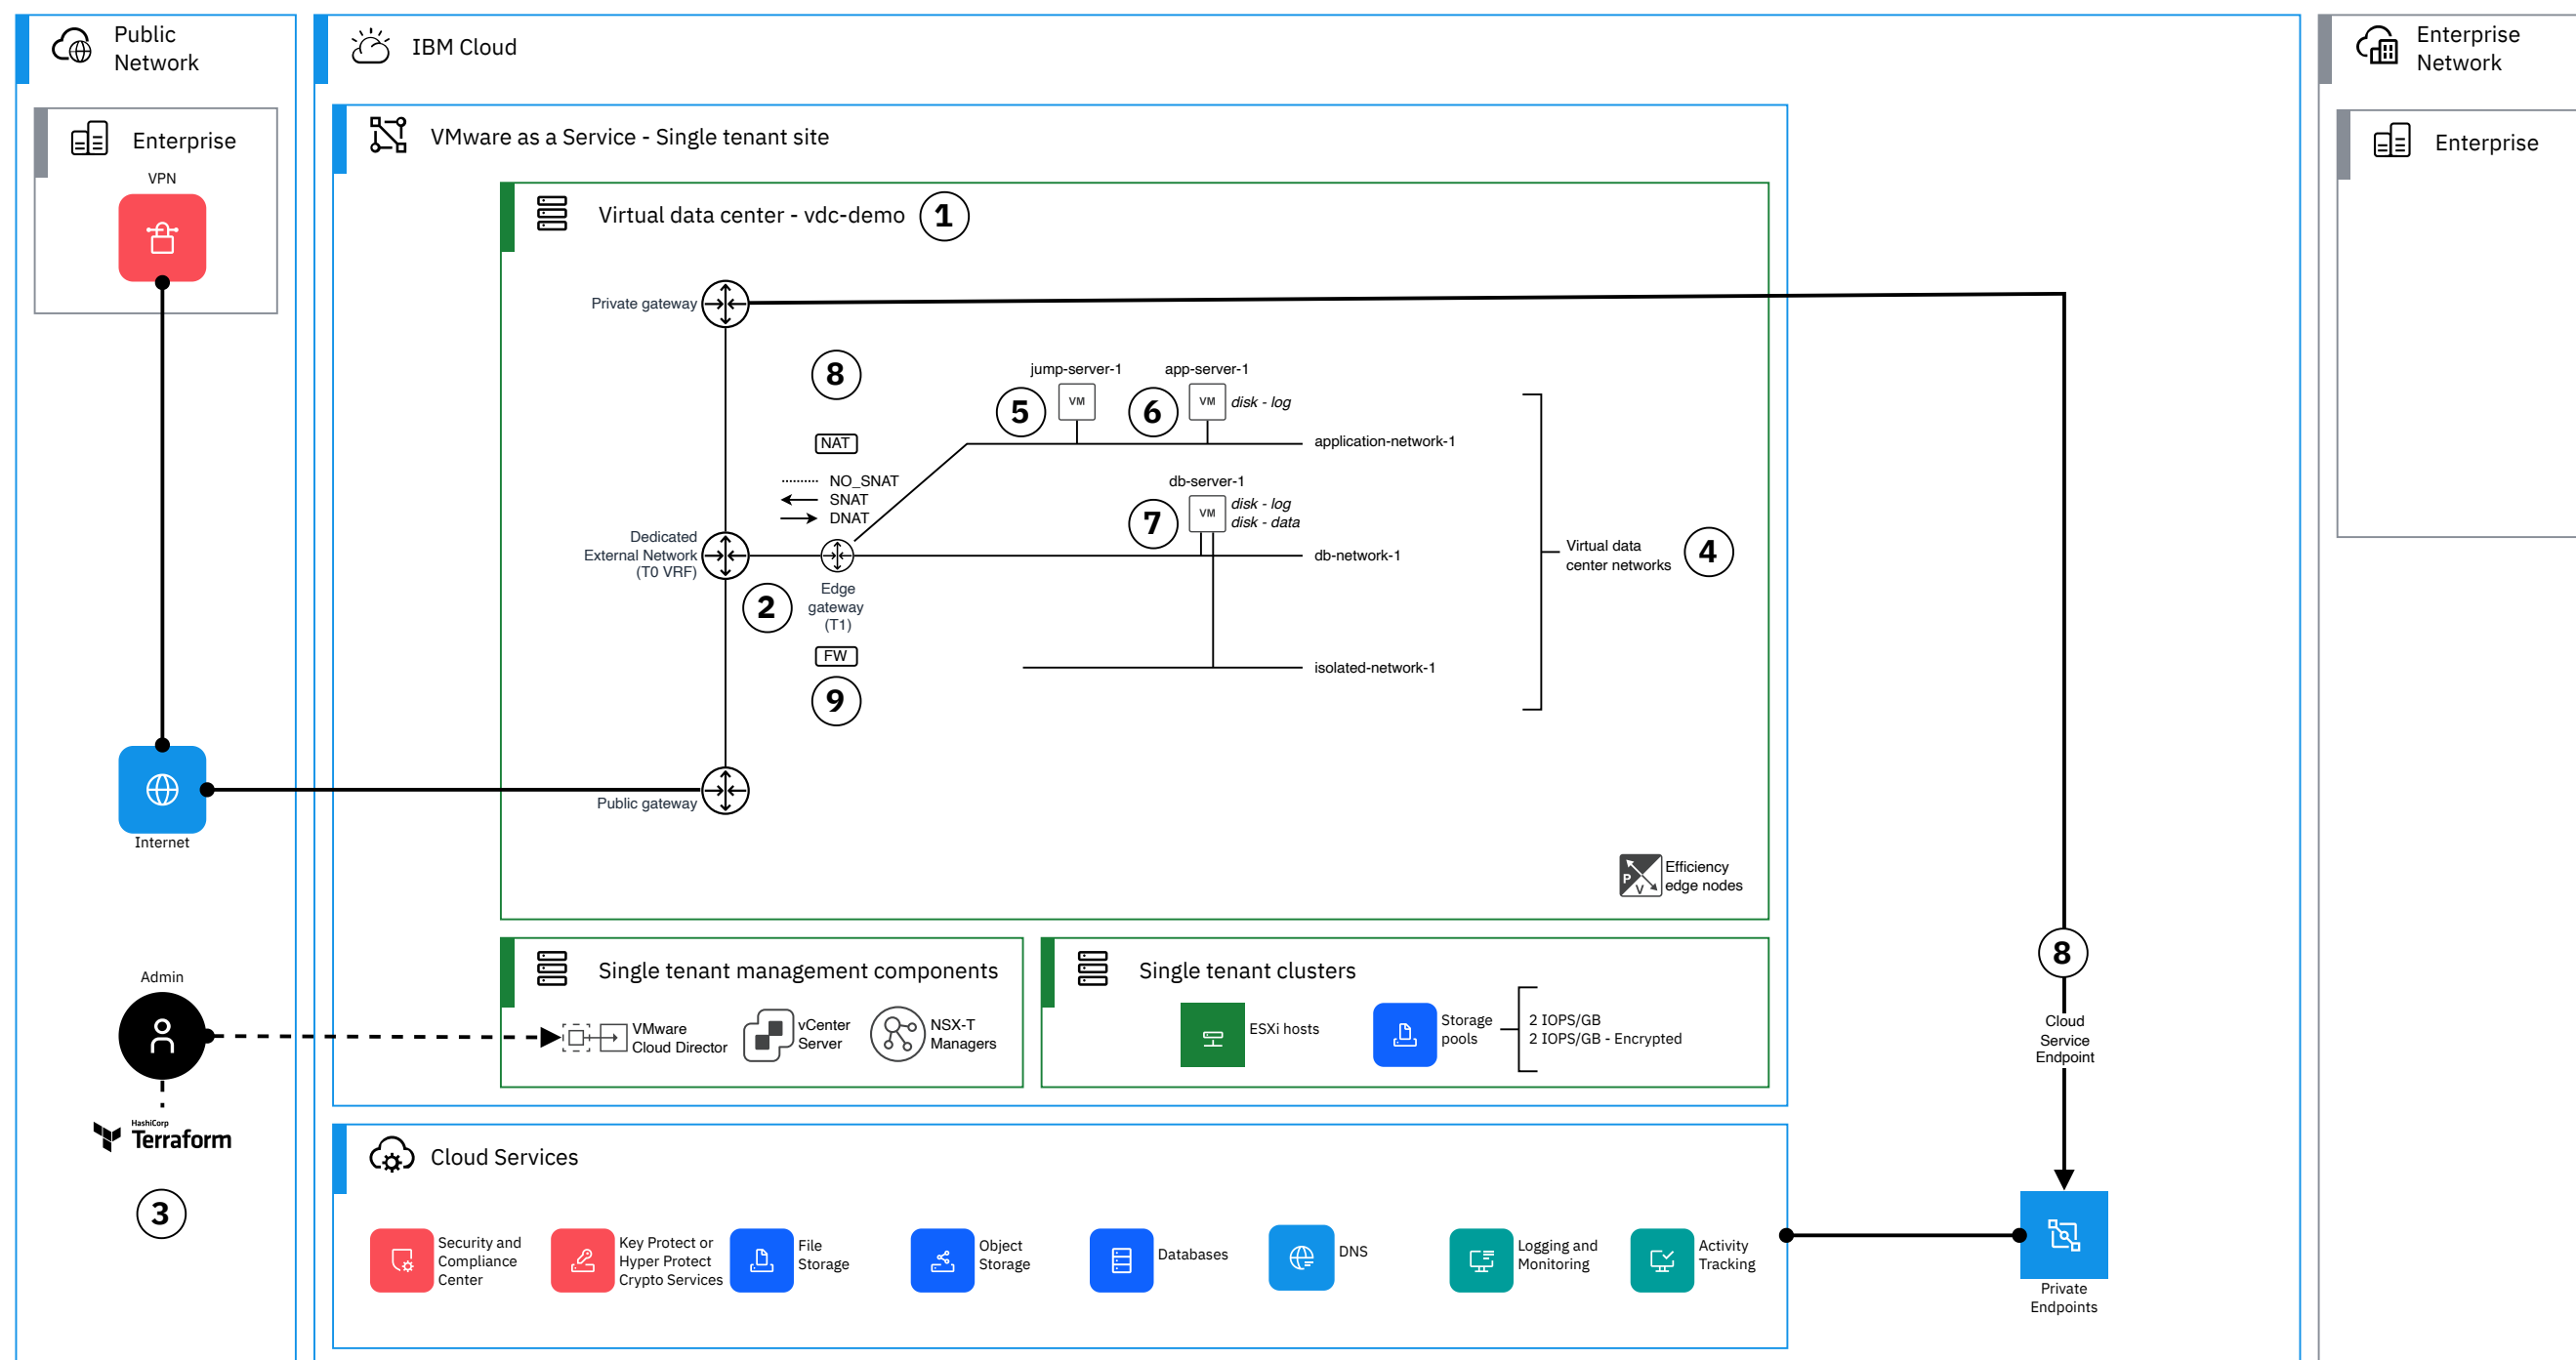 Public
Network
IBM Cloud
Enterprise
Network
Enterprise
VPN
VMware as a Service - Single tenant site
Enterprise
Virtual data center - vdc-demo
1
Private gateway
8
jump-server-1
VM
5
app-server-1
VM
disk - log
6
NAT
application-network-1
NO_SNAT
SNAT
DNAT
db-server-1
VM
disk - log
disk - data
7
Dedicated
External Network
(T0 VRF)
db-network-1
Virtual data
center networks
4
2
Edge
gateway
(T1)
FW
9
isolated-network-1
Public gateway
Internet
P
V
Efficiency
edge nodes
Admin
HashiCorp
Terraform
3
Single tenant management components
VMware
Cloud Director
vCenter
Server
NSX-T
Managers
Single tenant clusters
ESXi hosts
Storage
pools
2 IOPS/GB
2 IOPS/GB - Encrypted
8
Cloud
Service
Endpoint
Cloud Services
Security and
Compliance
Center
Key Protect or
Hyper Protect
Crypto Services
File
Storage
Object
Storage
Databases
DNS
Logging and
Monitoring
Activity
Tracking
Private
Endpoints